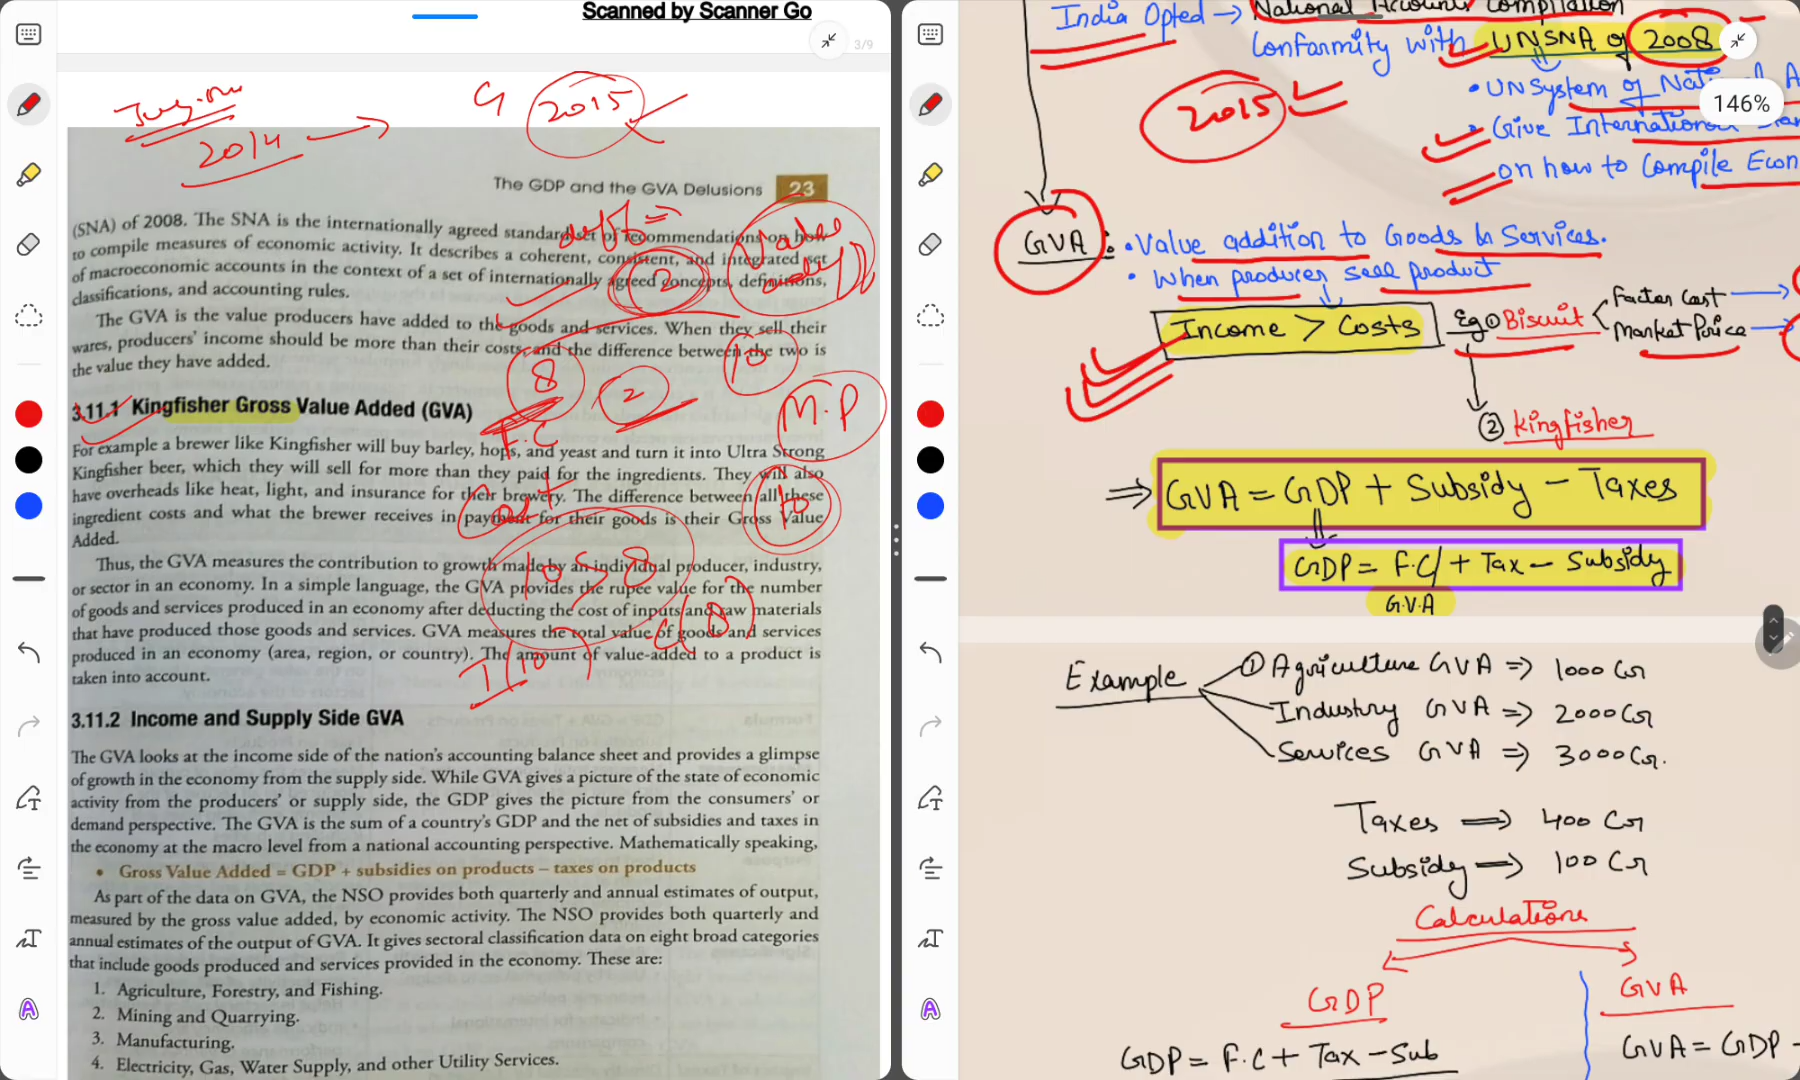 Scanned by Scanner Go
3/9
2014
G 2015
The GDP and the GVA Delusions 23
(SNA) of 2008. The SNA is the internationally agreed standard set of recommendations on how
to compile measures of economic activity. It describes a coherent, consistent, and integrated set
of macroeconomic accounts in the context of a set of internationally agreed concepts, definitions,
classifications, and accounting rules.
The GVA is the value producers have added to the goods and services. When they sell their
wares, producers' income should be more than their costs, and the difference between the two is
the value they have added.
3.11.1 Kingfisher Gross Value Added (GVA)
For example a brewer like Kingfisher will buy barley, hops, and yeast and turn it into Ultra Strong
Kingfisher beer, which they will sell for more than they paid for the ingredients. They will also
have overheads like heat, light, and insurance for their brewery. The difference between all these
ingredient costs and what the brewer receives in payment for their goods is their Gross Value
Added.
Thus, the GVA measures the contribution to growth made by an individual producer, industry,
or sector in an economy. In a simple language, the GVA provides the rupee value for the number
of goods and services produced in an economy after deducting the cost of inputs and raw materials
that have produced those goods and services. GVA measures the total value of goods and services
produced in an economy (area, region, or country). The amount of value-added to a product is
taken into account.
3.11.2 Income and Supply Side GVA
The GVA looks at the income side of the nation's accounting balance sheet and provides a glimpse
of growth in the economy from the supply side. While GVA gives a picture of the state of economic
activity from the producers' or supply side, the GDP gives the picture from the consumers' or
demand perspective. The GVA is the sum of a country's GDP and the net of subsidies and taxes in
the economy at the macro level from a national accounting perspective. Mathematically speaking,
• Gross Value Added = GDP + subsidies on products – taxes on products
As part of the data on GVA, the NSO provides both quarterly and annual estimates of output,
measured by the gross value added, by economic activity. The NSO provides both quarterly and
annual estimates of the output of GVA. It gives sectoral classification data on eight broad categories
that include goods produced and services provided in the economy. These are:
1. Agriculture, Forestry, and Fishing.
2. Mining and Quarrying.
3. Manufacturing.
4. Electricity, Gas, Water Supply, and other Utility Services.
2
Value
8
2
10
F.C
M.P
Cost
10
10 > 8
I(10)
C(8)
India Opted → National Accounts Compilation
Conformity with UNSNA of 2008
146%
2015
• UN System of Nat
• Give International
on how to Compile Econ
GVA : • Value addition to Goods & Services.
• When producer sell product
Income > Costs
Eg ① Biscuit
Factor Cost →
Market Price →
② Kingfisher
⇒ GVA = GDP + Subsidy – Taxes
GDP = F.C/ + Tax – Subsidy
G.V.A
Example
① Agriculture GVA ⇒ 1000 Cr
Industry GVA ⇒ 2000 Cr
Services GVA ⇒ 3000 Cr.
Taxes ⇒ 400 Cr
Subsidy ⇒ 100 Cr
Calculations
GDP
GVA
GDP = F.C + Tax – Sub
GVA = GDP –